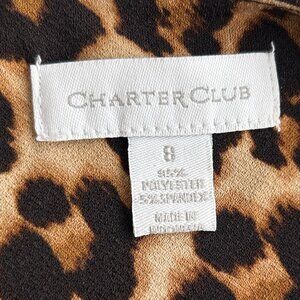 CHARTER CLUB
8
95%
POLYESTER
5% SPANDEX
MADE IN
INDONESIA